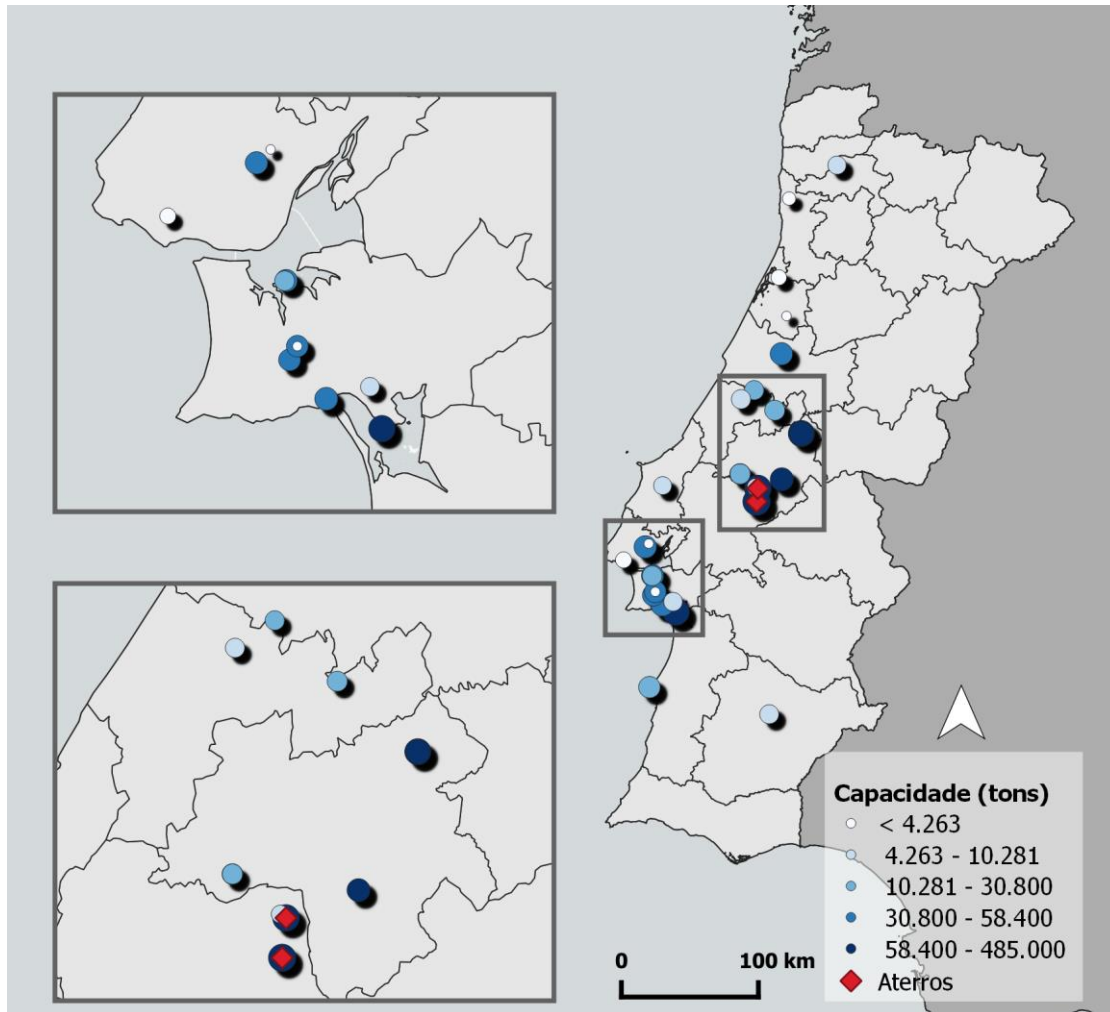 Capacidade (tons)
< 4.263
4.263 - 10.281
10.281 - 30.800
30.800 - 58.400
58.400 - 485.000
Aterros
0 100 km